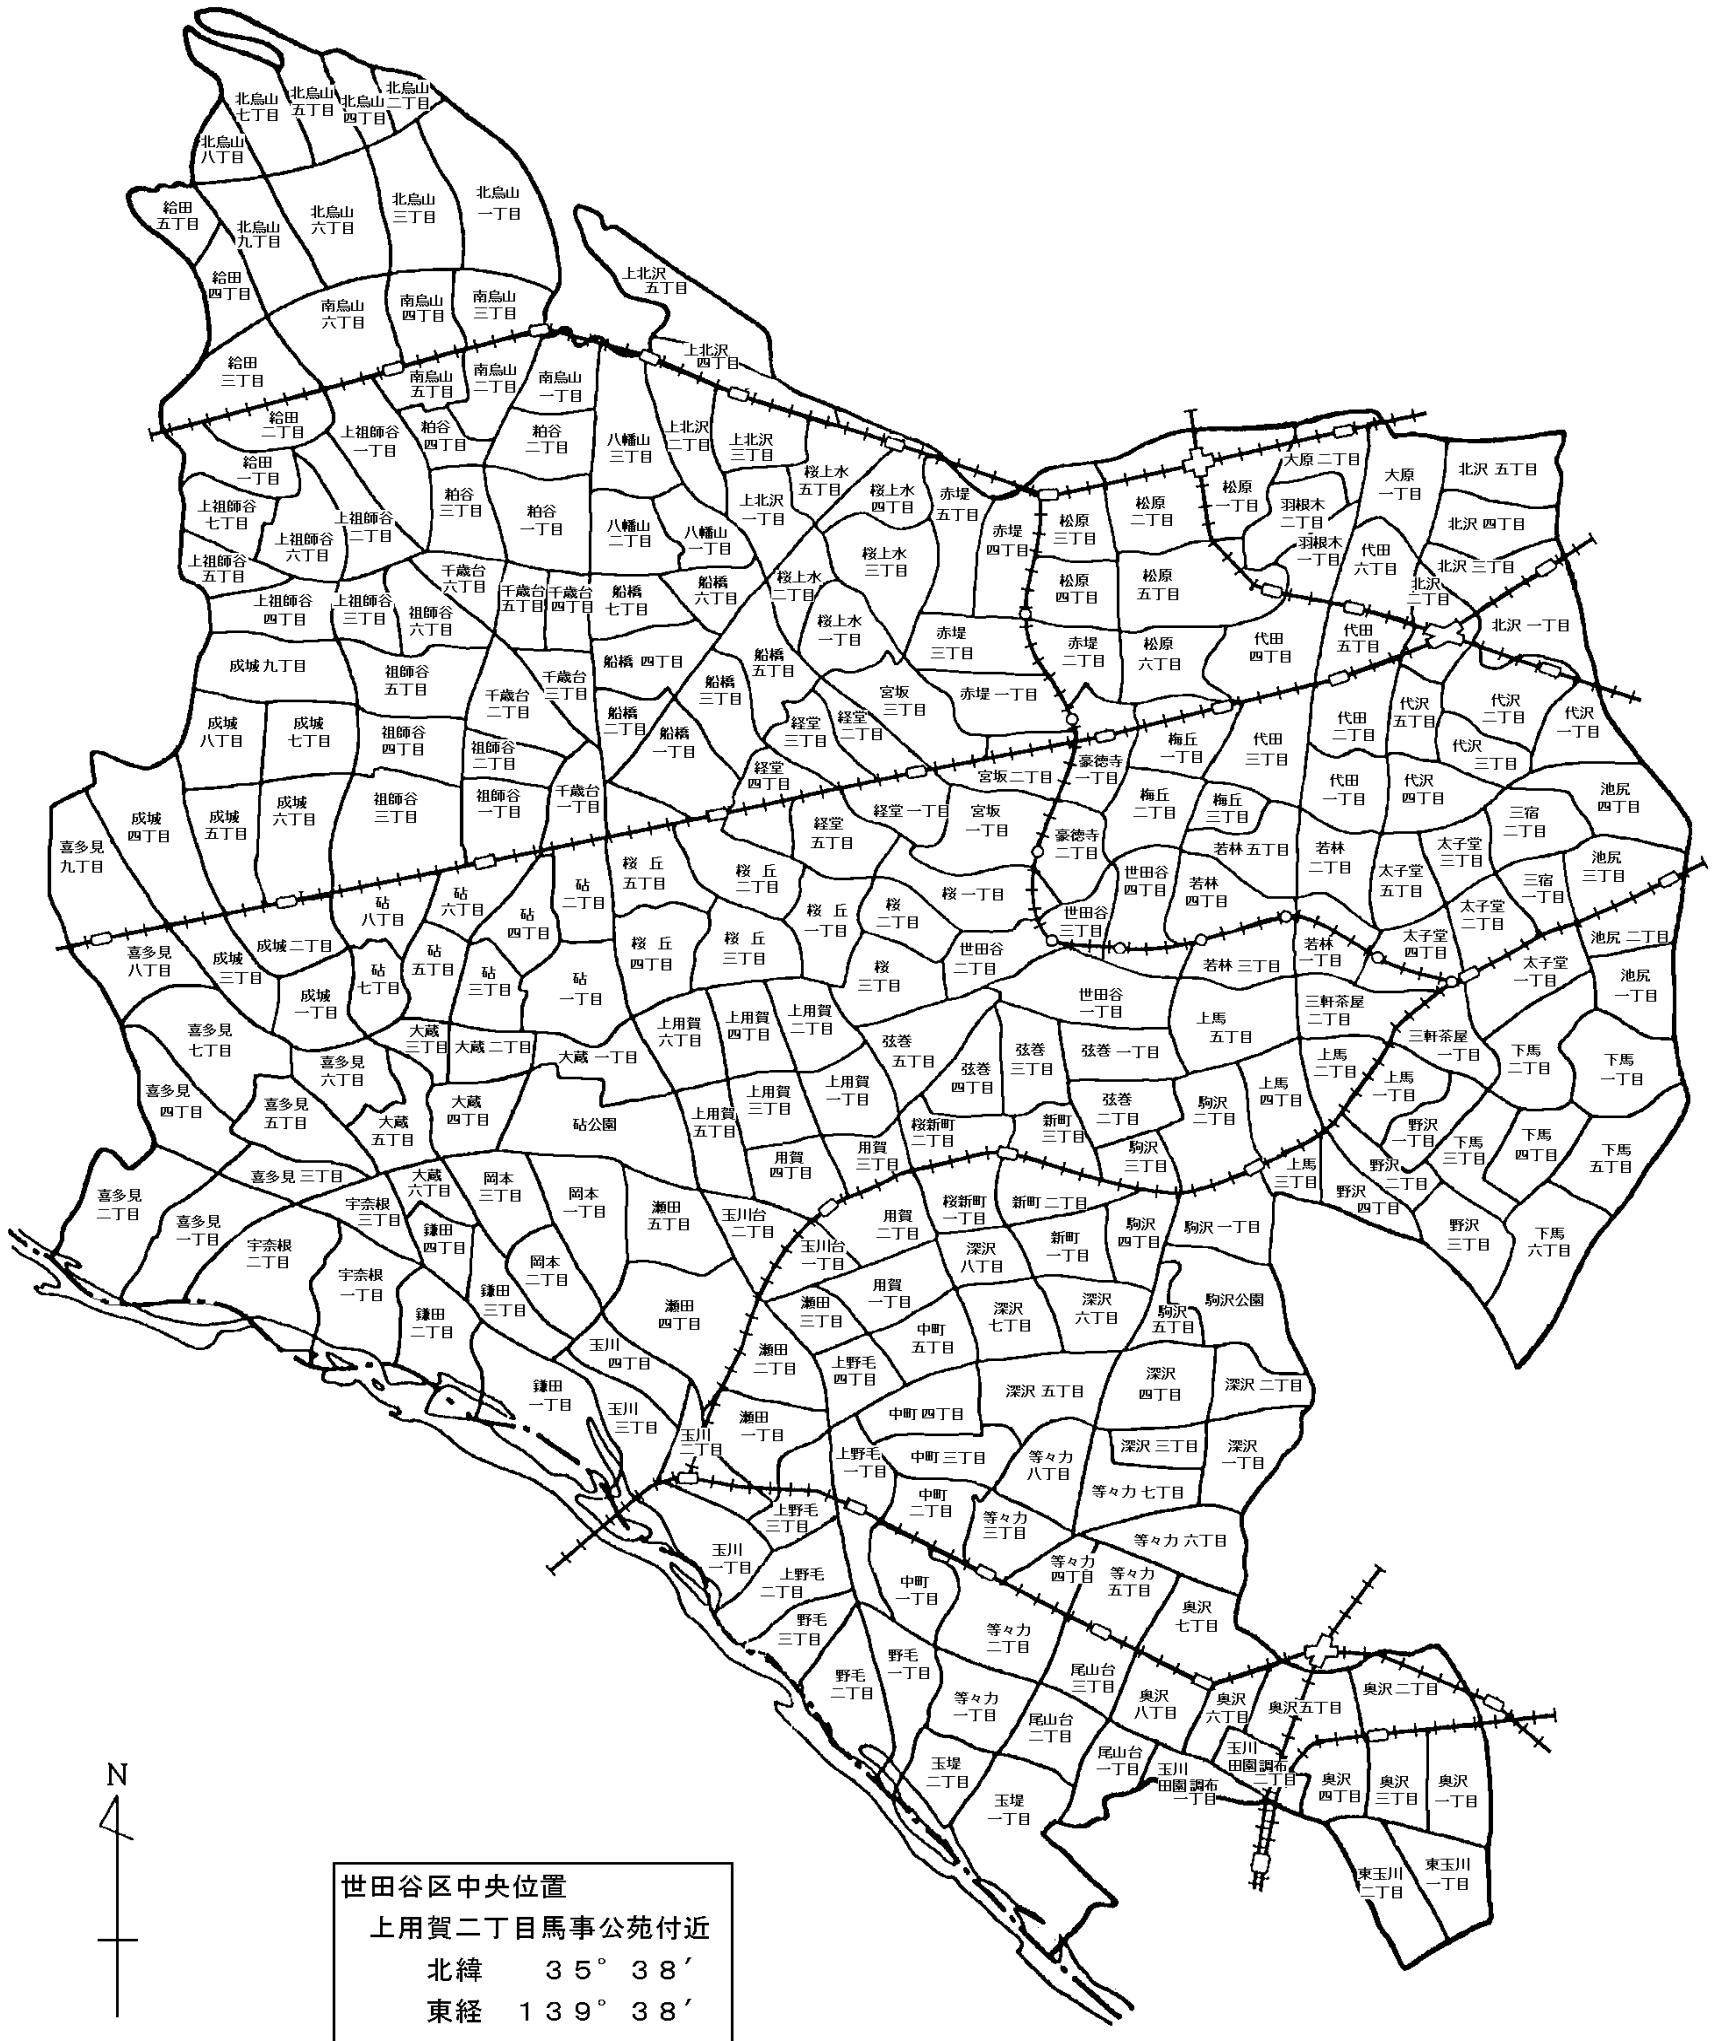 北烏山
七丁目
北烏山
五丁目
北烏山
四丁目
北烏山
二丁目
北烏山
八丁目
給田
五丁目
北烏山
九丁目
北烏山
六丁目
北烏山
三丁目
北烏山
一丁目
給田
四丁目
南烏山
六丁目
南烏山
四丁目
南烏山
三丁目
上北沢
五丁目
上北沢
四丁目
給田
三丁目
南烏山
五丁目
南烏山
二丁目
南烏山
一丁目
給田
二丁目
上祖師谷
一丁目
粕谷
四丁目
粕谷
二丁目
八幡山
三丁目
上北沢
二丁目
上北沢
三丁目
給田
一丁目
上祖師谷
七丁目
上祖師谷
六丁目
上祖師谷
二丁目
粕谷
三丁目
粕谷
一丁目
八幡山
二丁目
八幡山
一丁目
上北沢
一丁目
桜上水
五丁目
桜上水
四丁目
赤堤
五丁目
赤堤
四丁目
松原
三丁目
松原
二丁目
松原
一丁目
大原 二丁目
羽根木
二丁目
羽根木
一丁目
大原
一丁目
北沢 五丁目
北沢 四丁目
北沢 三丁目
代田
六丁目
北沢
二丁目
北沢 一丁目
上祖師谷
五丁目
上祖師谷
四丁目
上祖師谷
三丁目
祖師谷
六丁目
千歳台
六丁目
千歳台
五丁目
千歳台
四丁目
船橋
七丁目
船橋
六丁目
桜上水
二丁目
桜上水
三丁目
桜上水
一丁目
松原
四丁目
松原
五丁目
赤堤
三丁目
赤堤
二丁目
松原
六丁目
代田
四丁目
代田
五丁目
成城 九丁目
祖師谷
五丁目
千歳台
三丁目
千歳台
二丁目
船橋 四丁目
船橋
三丁目
船橋
五丁目
船橋
二丁目
船橋
一丁目
宮坂
三丁目
赤堤 一丁目
成城
八丁目
成城
七丁目
祖師谷
四丁目
祖師谷
二丁目
経堂
三丁目
経堂
二丁目
経堂
四丁目
宮坂 二丁目
豪徳寺
一丁目
梅丘
一丁目
代田
三丁目
代田
二丁目
代沢
五丁目
代沢
二丁目
代沢
一丁目
代沢
三丁目
喜多見
九丁目
成城
四丁目
成城
五丁目
成城
六丁目
祖師谷
三丁目
祖師谷
一丁目
千歳台
一丁目
経堂
五丁目
経堂 一丁目
宮坂
一丁目
豪徳寺
二丁目
梅丘
二丁目
梅丘
三丁目
代田
一丁目
代沢
四丁目
三宿
二丁目
池尻
四丁目
若林 五丁目
若林
二丁目
太子堂
三丁目
太子堂
五丁目
三宿
一丁目
池尻
三丁目
砧
八丁目
砧
六丁目
砧
四丁目
砧
二丁目
桜 丘
五丁目
桜 丘
二丁目
桜 丘
一丁目
桜
二丁目
桜 一丁目
世田谷
四丁目
世田谷
三丁目
若林
四丁目
若林
一丁目
太子堂
四丁目
太子堂
二丁目
太子堂
一丁目
池尻 二丁目
池尻
一丁目
喜多見
八丁目
成城
三丁目
成城 二丁目
成城
一丁目
砧
七丁目
砧
五丁目
砧
三丁目
砧
一丁目
桜 丘
四丁目
桜 丘
三丁目
桜
三丁目
世田谷
二丁目
世田谷
一丁目
若林 三丁目
三軒茶屋
二丁目
三軒茶屋
一丁目
喜多見
七丁目
喜多見
六丁目
大蔵
三丁目
大蔵 二丁目
大蔵 一丁目
上用賀
六丁目
上用賀
四丁目
上用賀
二丁目
弦巻
五丁目
弦巻
四丁目
弦巻
三丁目
弦巻 一丁目
弦巻
二丁目
上馬
五丁目
上馬
四丁目
上馬
二丁目
上馬
一丁目
下馬
二丁目
下馬
一丁目
喜多見
四丁目
喜多見
五丁目
大蔵
五丁目
大蔵
四丁目
砧公園
上用賀
五丁目
上用賀
三丁目
上用賀
一丁目
桜新町
二丁目
新町
三丁目
駒沢
二丁目
駒沢
三丁目
上馬
三丁目
野沢
一丁目
野沢
二丁目
野沢
四丁目
野沢
三丁目
下馬
三丁目
下馬
四丁目
下馬
五丁目
下馬
六丁目
喜多見
二丁目
喜多見 三丁目
喜多見
一丁目
宇奈根
三丁目
宇奈根
二丁目
宇奈根
一丁目
大蔵
六丁目
岡本
三丁目
岡本
一丁目
岡本
二丁目
鎌田
四丁目
鎌田
三丁目
鎌田
二丁目
鎌田
一丁目
瀬田
五丁目
瀬田
四丁目
用賀
四丁目
用賀
三丁目
用賀
二丁目
用賀
一丁目
玉川台
二丁目
玉川台
一丁目
桜新町
一丁目
新町 二丁目
新町
一丁目
駒沢
四丁目
駒沢 一丁目
駒沢公園
駒沢
五丁目
深沢
八丁目
深沢
七丁目
深沢
六丁目
瀬田
三丁目
瀬田
二丁目
瀬田
一丁目
中町
五丁目
上野毛
四丁目
中町 四丁目
深沢 五丁目
深沢
四丁目
深沢 二丁目
深沢 三丁目
深沢
一丁目
玉川
四丁目
玉川
三丁目
玉川
二丁目
玉川
一丁目
上野毛
一丁目
上野毛
三丁目
上野毛
二丁目
中町 三丁目
中町
二丁目
中町
一丁目
等々力
八丁目
等々力 七丁目
等々力
三丁目
等々力 六丁目
等々力
四丁目
等々力
五丁目
等々力
二丁目
等々力
一丁目
野毛
三丁目
野毛
二丁目
野毛
一丁目
奥沢
七丁目
尾山台
三丁目
尾山台
二丁目
尾山台
一丁目
奥沢
八丁目
奥沢
六丁目
奥沢 五丁目
奥沢 二丁目
玉川
田園調布
二丁目
玉川
田園調布
一丁目
奥沢
四丁目
奥沢
三丁目
奥沢
一丁目
玉堤
二丁目
玉堤
一丁目
東玉川
二丁目
東玉川
一丁目
N
世田谷区中央位置
上用賀二丁目馬事公苑付近
北緯 35°38′
東経 139°38′